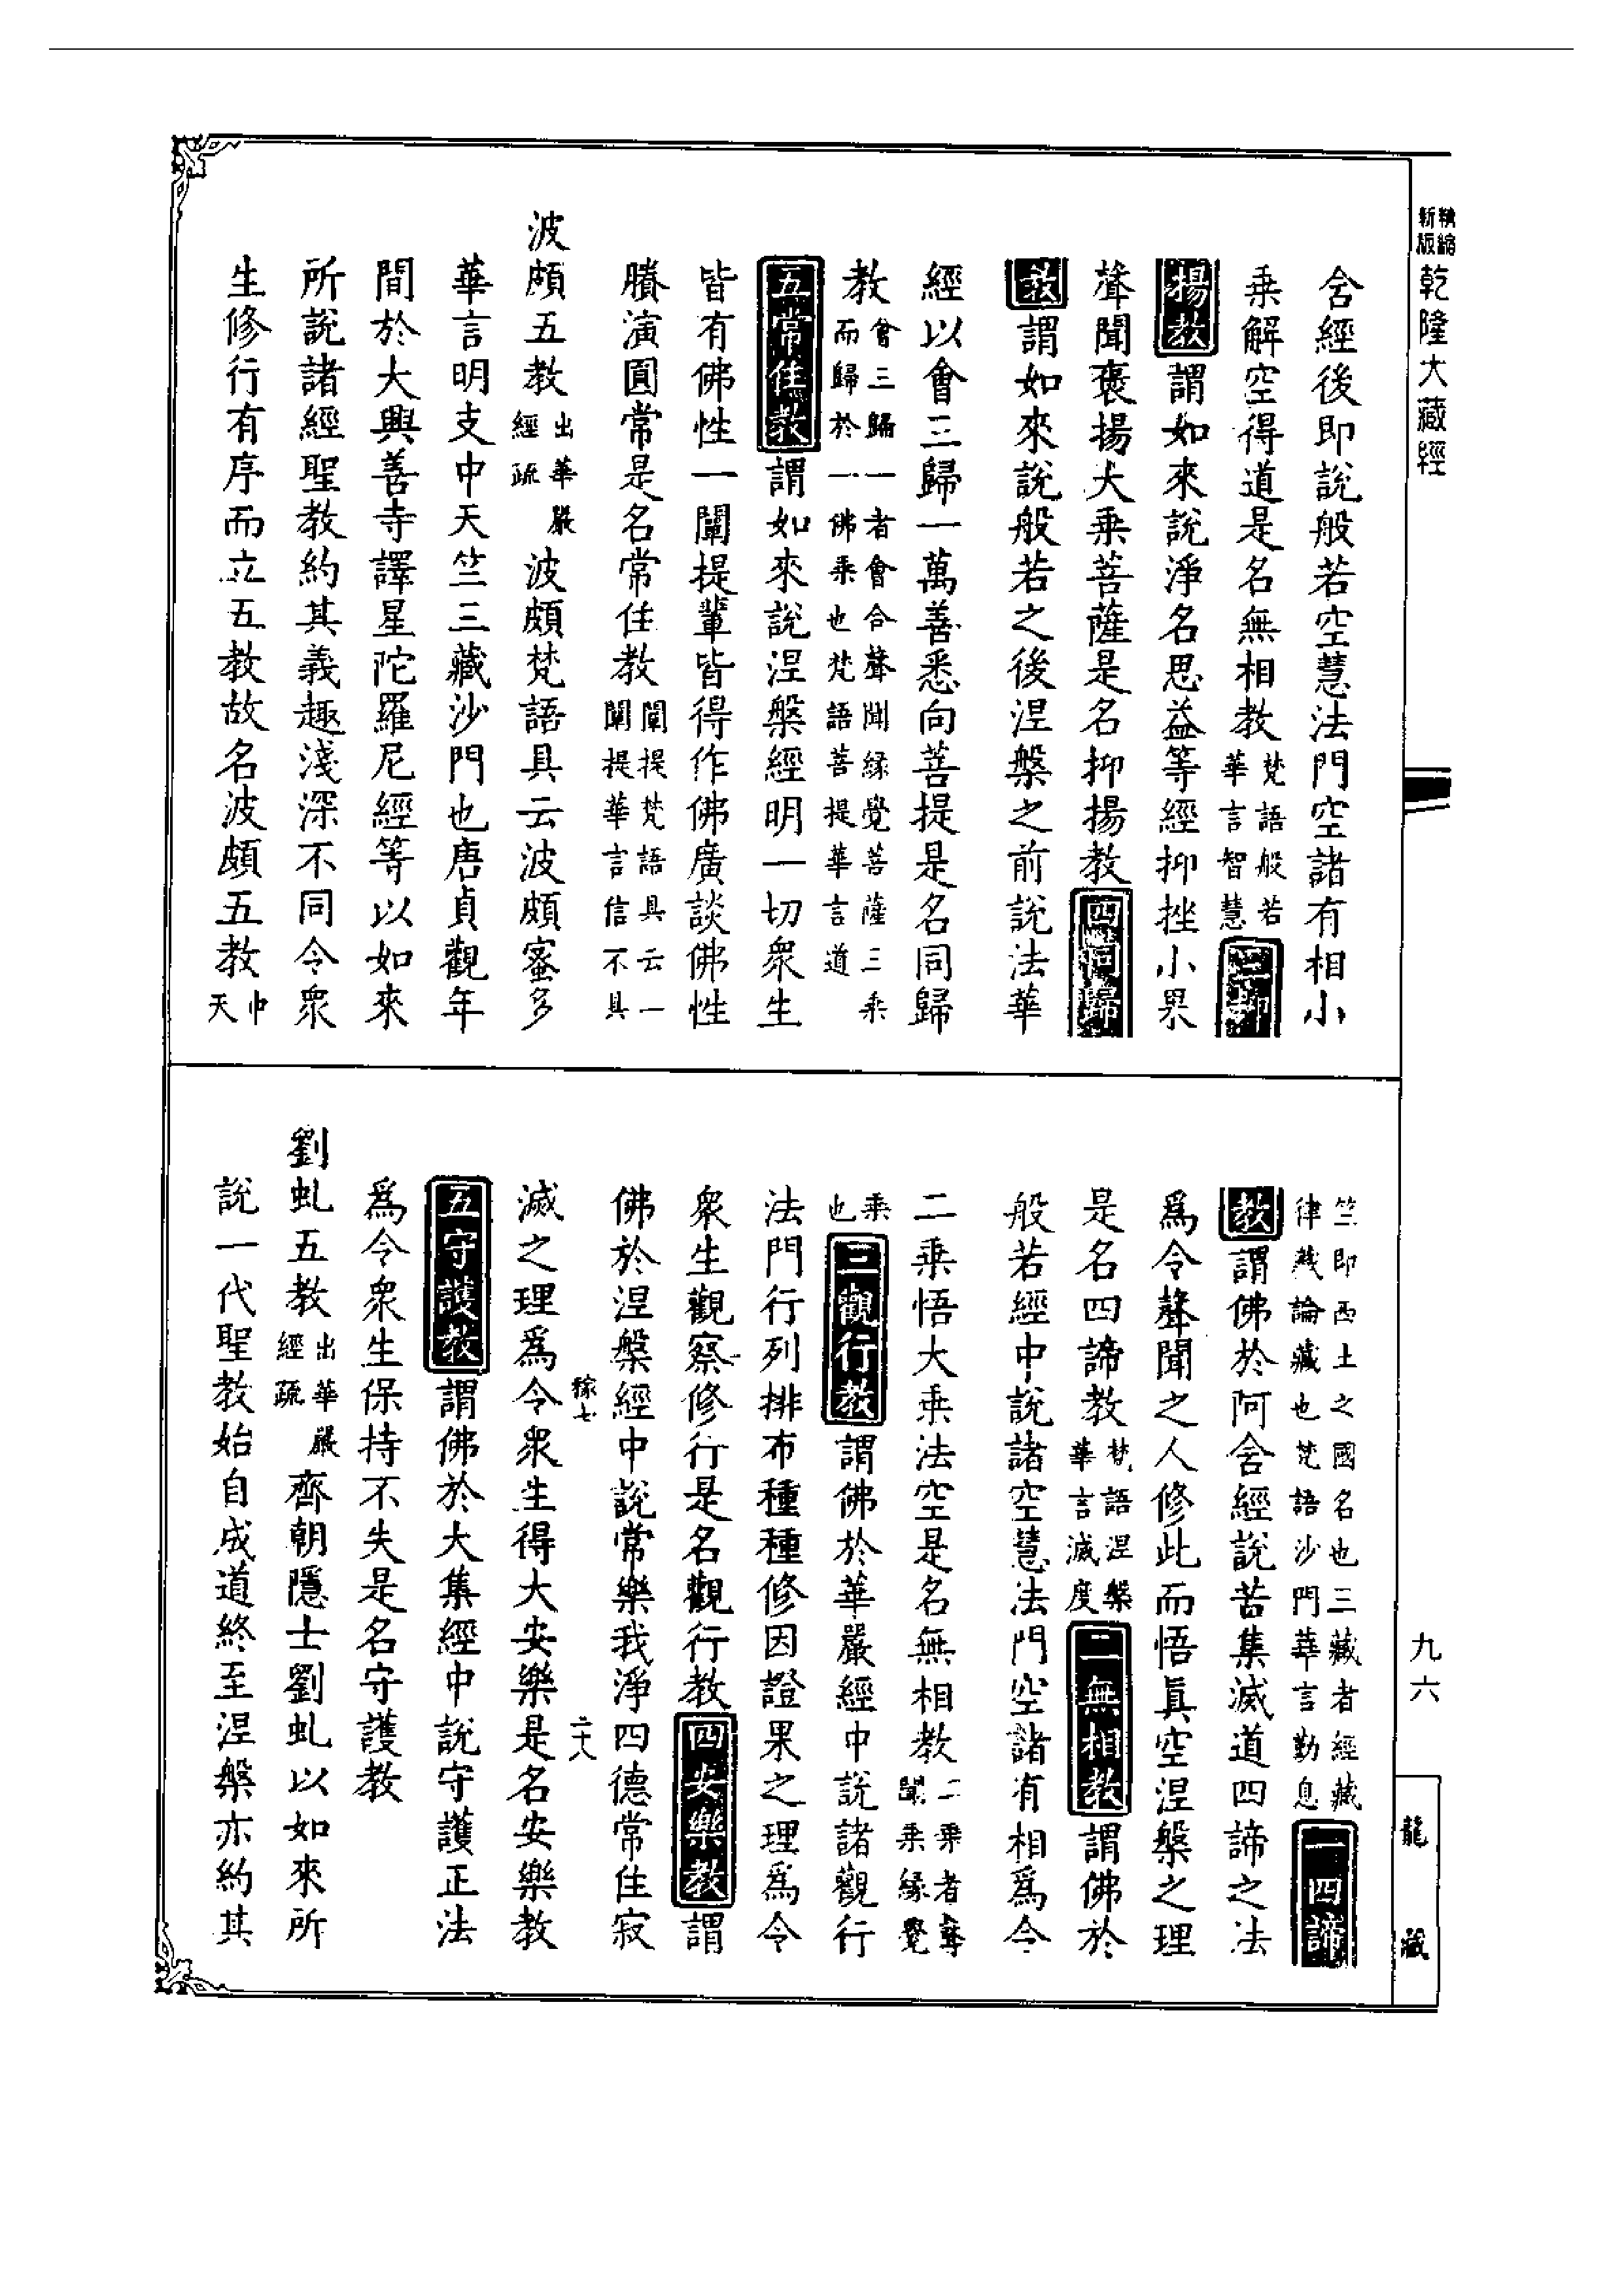 新版 精縮 乾隆大藏經
含經後即說般若空慧法門空諸有相小
乘解空得道是名無相教梵語般若華言智慧三抑
揚教謂如來說淨名思益等經抑挫小果
聲聞褒揚大乘菩薩是名抑揚教四同歸
教謂如來說般若之後涅槃之前說法華
經以會三歸一萬善悉向菩提是名同歸
教會三歸一者會合聲聞緣覺菩薩三乘而歸於一佛乘也梵語菩提華言道
五常住教謂如來說涅槃經明一切眾生
皆有佛性一闡提輩皆得作佛廣談佛性
賸演圓常是名常住教闡提梵語具云一闡提華言信不具
波頗五教出華嚴經疏波頗梵語具云波頗蜜多
華言明支中天竺三藏沙門也唐貞觀年
間於大興善寺譯星陀羅尼經等以如來
所說諸經聖教約其義趣淺深不同令眾
生修行有序而立五教故名波頗五教中天
竺即西土之國名也三藏者經藏律藏論藏也梵語沙門華言勤息一四諦
教謂佛於阿含經說苦集滅道四諦之法
為令聲聞之人修此而悟真空涅槃之理
是名四諦教梵語涅槃華言滅度二無相教謂佛於
般若經中說諸空慧法門空諸有相為令
二乘悟大乘法空是名無相教二乘者聲聞乘緣覺
乘也三觀行教謂佛於華嚴經中說諸觀行
法門行列排布種種修因證果之理為令
眾生觀察修行是名觀行教四安樂教謂
佛於涅槃經中說常樂我淨四德常住寂
滅之理為令眾生得大安樂是名安樂教
稼七
二十八
五守護教謂佛於大集經中說守護正法
為令眾生保持不失是名守護教
劉虬五教出華嚴經疏齊朝隱士劉虬以如來所
說一代聖教始自成道終至涅槃亦約其
九六
龍藏